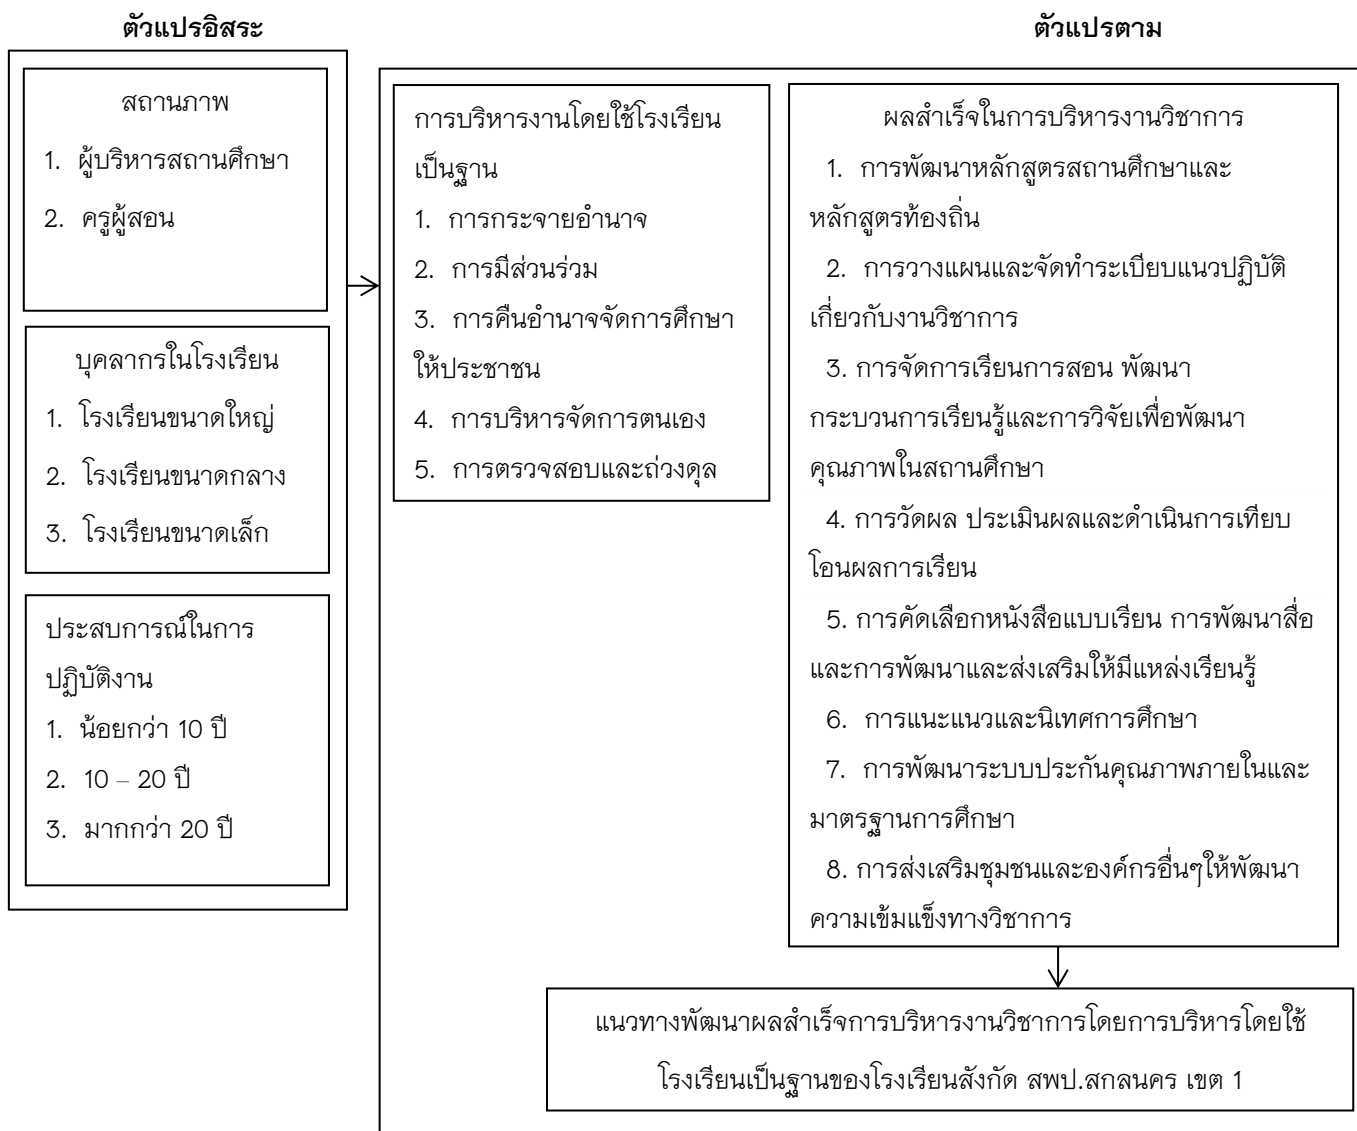 ตัวแปรอิสระ
ตัวแปรตาม
สถานภาพ
1. ผู้บริหารสถานศึกษา
2. ครูผู้สอน
บุคลากรในโรงเรียน
1. โรงเรียนขนาดใหญ่
2. โรงเรียนขนาดกลาง
3. โรงเรียนขนาดเล็ก
ประสบการณ์ในการ
ปฏิบัติงาน
1. น้อยกว่า 10 ปี
2. 10 – 20 ปี
3. มากกว่า 20 ปี
การบริหารงานโดยใช้โรงเรียน
เป็นฐาน
1. การกระจายอำนาจ
2. การมีส่วนร่วม
3. การคืนอำนาจจัดการศึกษา
ให้ประชาชน
4. การบริหารจัดการตนเอง
5. การตรวจสอบและถ่วงดุล
ผลสำเร็จในการบริหารงานวิชาการ
1. การพัฒนาหลักสูตรสถานศึกษาและ
หลักสูตรท้องถิ่น
2. การวางแผนและจัดทำระเบียบแนวปฏิบัติ
เกี่ยวกับงานวิชาการ
3. การจัดการเรียนการสอน พัฒนา
กระบวนการเรียนรู้และการวิจัยเพื่อพัฒนา
คุณภาพในสถานศึกษา
4. การวัดผล ประเมินผลและดำเนินการเทียบ
โอนผลการเรียน
5. การคัดเลือกหนังสือแบบเรียน การพัฒนาสื่อ
และการพัฒนาและส่งเสริมให้มีแหล่งเรียนรู้
6. การแนะแนวและนิเทศการศึกษา
7. การพัฒนาระบบประกันคุณภาพภายในและ
มาตรฐานการศึกษา
8. การส่งเสริมชุมชนและองค์กรอื่นๆให้พัฒนา
ความเข้มแข็งทางวิชาการ
แนวทางพัฒนาผลสำเร็จการบริหารงานวิชาการโดยการบริหารโดยใช้
โรงเรียนเป็นฐานของโรงเรียนสังกัด สพป.สกลนคร เขต 1